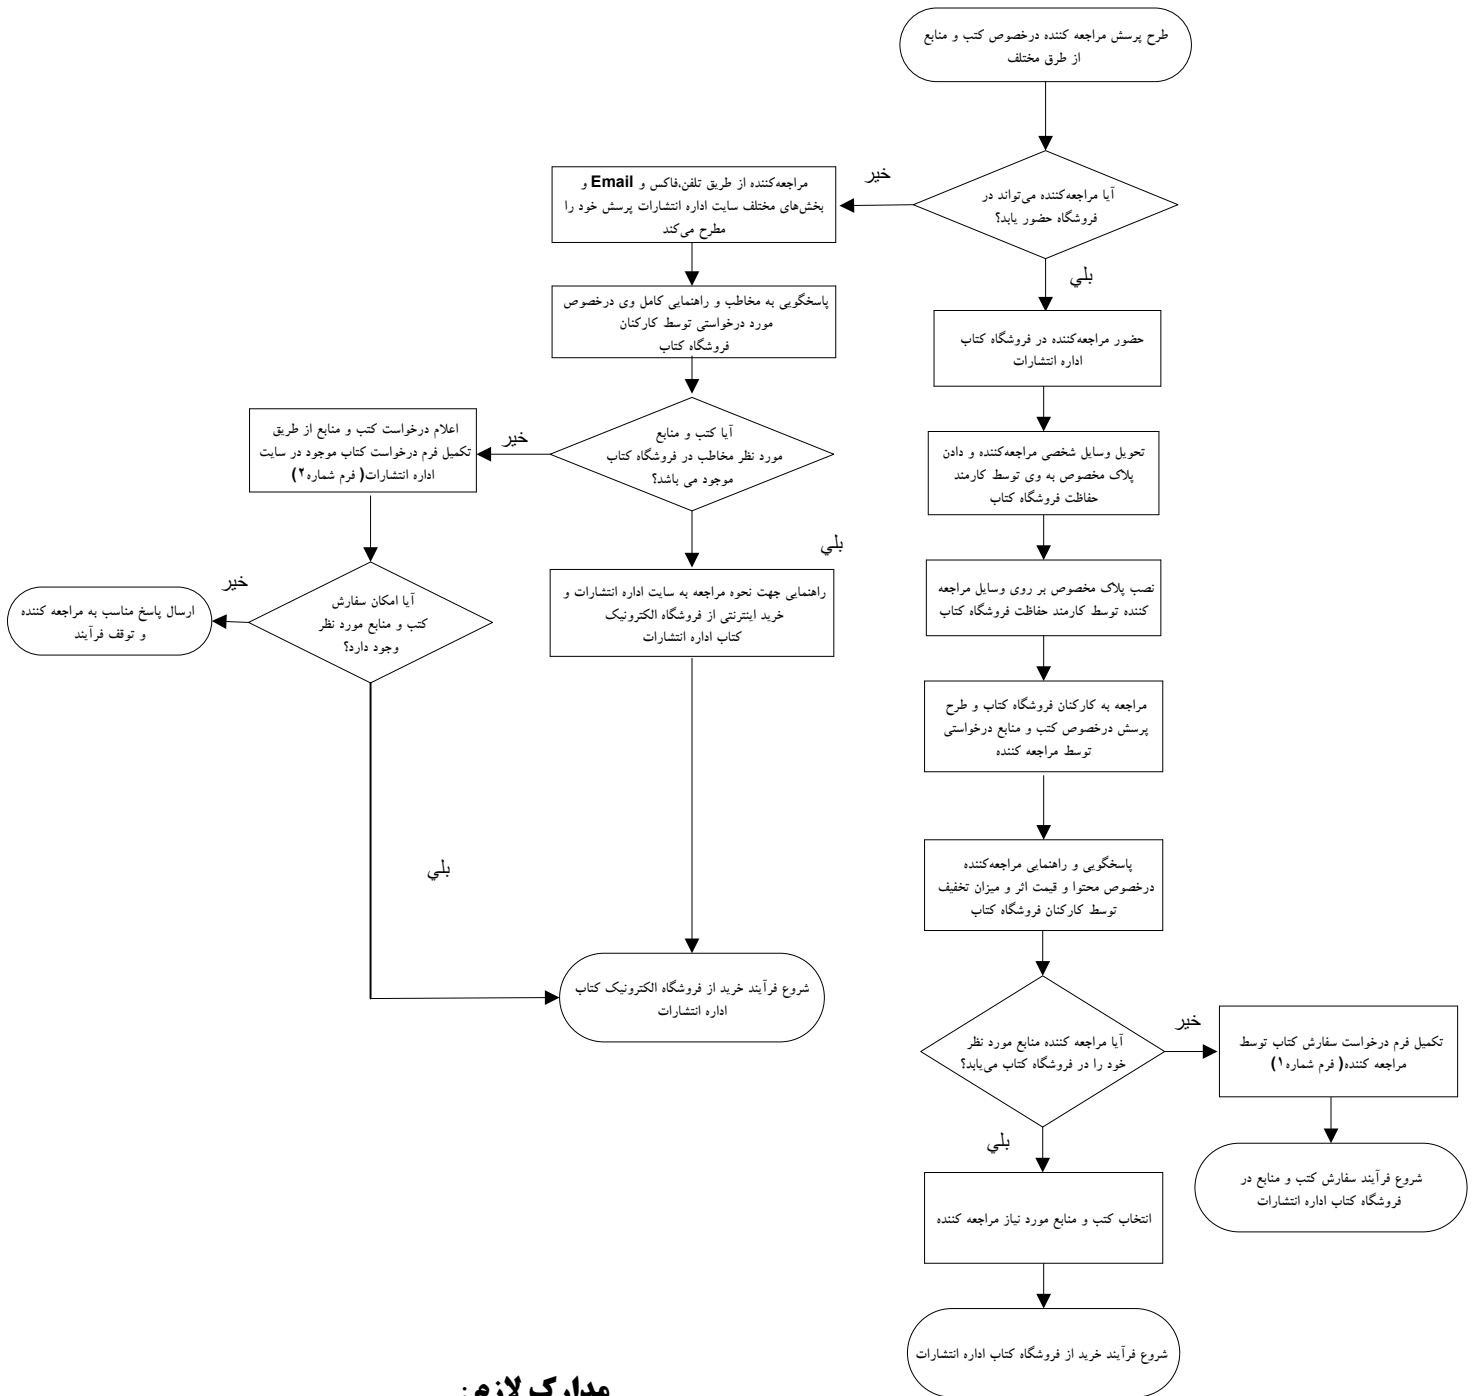 طرح پرسش مراجعه کننده درخصوص کتب و منابع
از طرق مختلف
آیا مراجعه‌کننده می‌تواند در
فروشگاه حضور یابد؟
خير
بلي
مراجعه‌کننده از طریق تلفن،فاکس و Email و
بخش‌های مختلف سایت اداره انتشارات پرسش خود را
مطرح می‌کند
پاسخگویی به مخاطب و راهنمایی کامل وی درخصوص
مورد درخواستی توسط کارکنان
فروشگاه کتاب
حضور مراجعه‌کننده در فروشگاه کتاب
اداره انتشارات
آیا کتب و منابع
مورد نظر مخاطب در فروشگاه کتاب
موجود می باشد؟
خير
بلي
اعلام درخواست کتب و منابع از طریق
تکمیل فرم درخواست کتاب موجود در سایت
اداره انتشارات( فرم شماره۲)
تحویل وسایل شخصی مراجعه‌کننده و دادن
پلاک مخصوص به وی توسط کارمند
حفاظت فروشگاه کتاب
آیا امکان سفارش
کتب و منابع مورد نظر
وجود دارد؟
خير
بلي
ارسال پاسخ مناسب به مراجعه کننده
و توقف فرآیند
راهنمایی جهت نحوه مراجعه به سایت اداره انتشارات و
خرید اینترنتی از فروشگاه الکترونیک
کتاب اداره انتشارات
نصب پلاک مخصوص بر روی وسایل مراجعه
کننده توسط کارمند حفاظت فروشگاه کتاب
مراجعه به کارکنان فروشگاه کتاب و طرح
پرسش درخصوص کتب و منابع درخواستی
توسط مراجعه کننده
پاسخگویی و راهنمایی مراجعه‌کننده
درخصوص محتوا و قیمت اثر و میزان تخفیف
توسط کارکنان فروشگاه کتاب
شروع فرآیند خرید از فروشگاه الکترونیک کتاب
اداره انتشارات
آیا مراجعه کننده منابع مورد نظر
خود را در فروشگاه کتاب می‌یابد؟
خير
بلي
تکمیل فرم درخواست سفارش کتاب توسط
مراجعه کننده( فرم شماره۱)
شروع فرآیند سفارش کتب و منابع در
فروشگاه کتاب اداره انتشارات
انتخاب کتب و منابع مورد نیاز مراجعه کننده
شروع فرآیند خرید از فروشگاه کتاب اداره انتشارات
مدارک لازم :